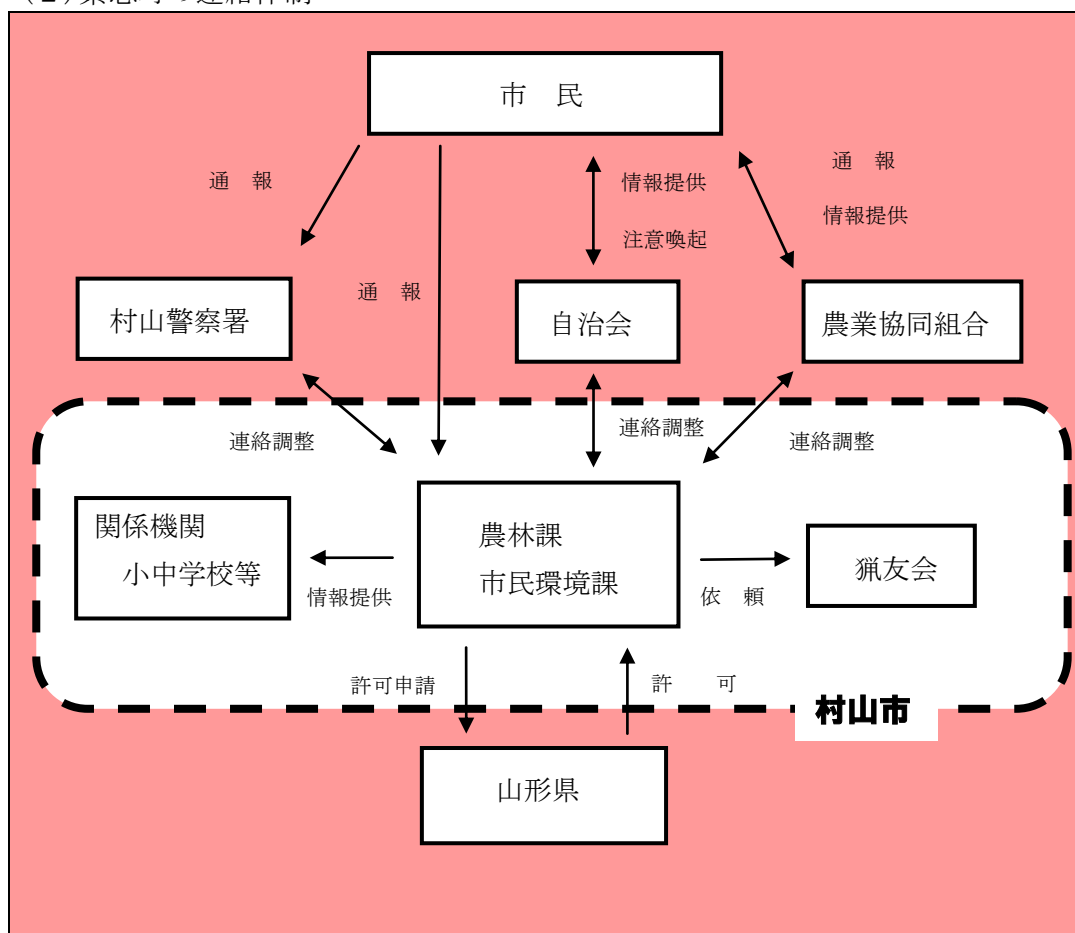 市　民
通　報
情報提供
通　報
情報提供
注意喚起
通　報
村山警察署
自治会
農業協同組合
連絡調整
連絡調整
連絡調整
関係機関
小中学校等
農林課
市民環境課
猟友会
情報提供
依　頼
許可申請
許　　可
村山市
山形県